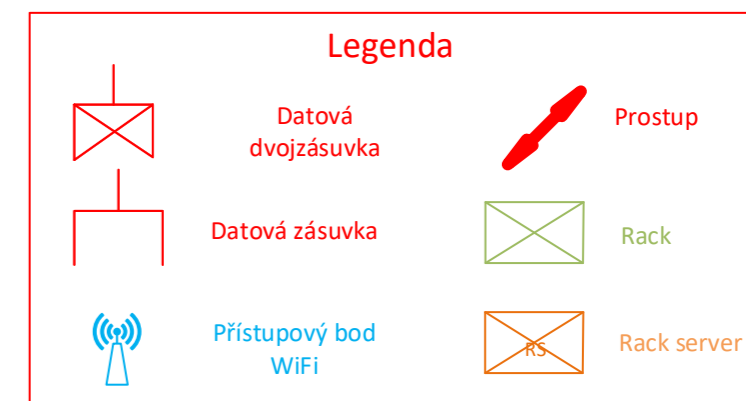 Legenda
Datová
dvojzásuvka
Prostup
Datová zásuvka
Rack
Přístupový bod
WiFi
RS
Rack server